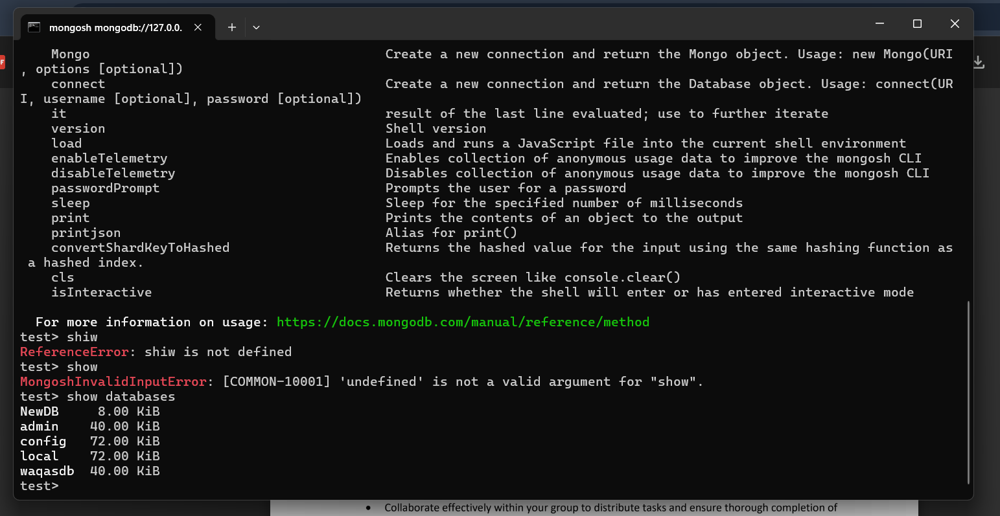 mongosh mongodb://127.0.0.
Mongo Create a new connection and return the Mongo object. Usage: new Mongo(URI
, options [optional])
connect Create a new connection and return the Database object. Usage: connect(UR
I, username [optional], password [optional])
it result of the last line evaluated; use to further iterate
version Shell version
load Loads and runs a JavaScript file into the current shell environment
enableTelemetry Enables collection of anonymous usage data to improve the mongosh CLI
disableTelemetry Disables collection of anonymous usage data to improve the mongosh CLI
passwordPrompt Prompts the user for a password
sleep Sleep for the specified number of milliseconds
print Prints the contents of an object to the output
printjson Alias for print()
convertShardKeyToHashed Returns the hashed value for the input using the same hashing function as
a hashed index.
cls Clears the screen like console.clear()
isInteractive Returns whether the shell will enter or has entered interactive mode
For more information on usage: https://docs.mongodb.com/manual/reference/method
test> shiw
ReferenceError: shiw is not defined
test> show
MongoshInvalidInputError: [COMMON-10001] 'undefined' is not a valid argument for "show".
test> show databases
NewDB 8.00 KiB
admin 40.00 KiB
config 72.00 KiB
local 72.00 KiB
waqasdb 40.00 KiB
test>
• Collaborate effectively within your group to distribute tasks and ensure thorough completion of